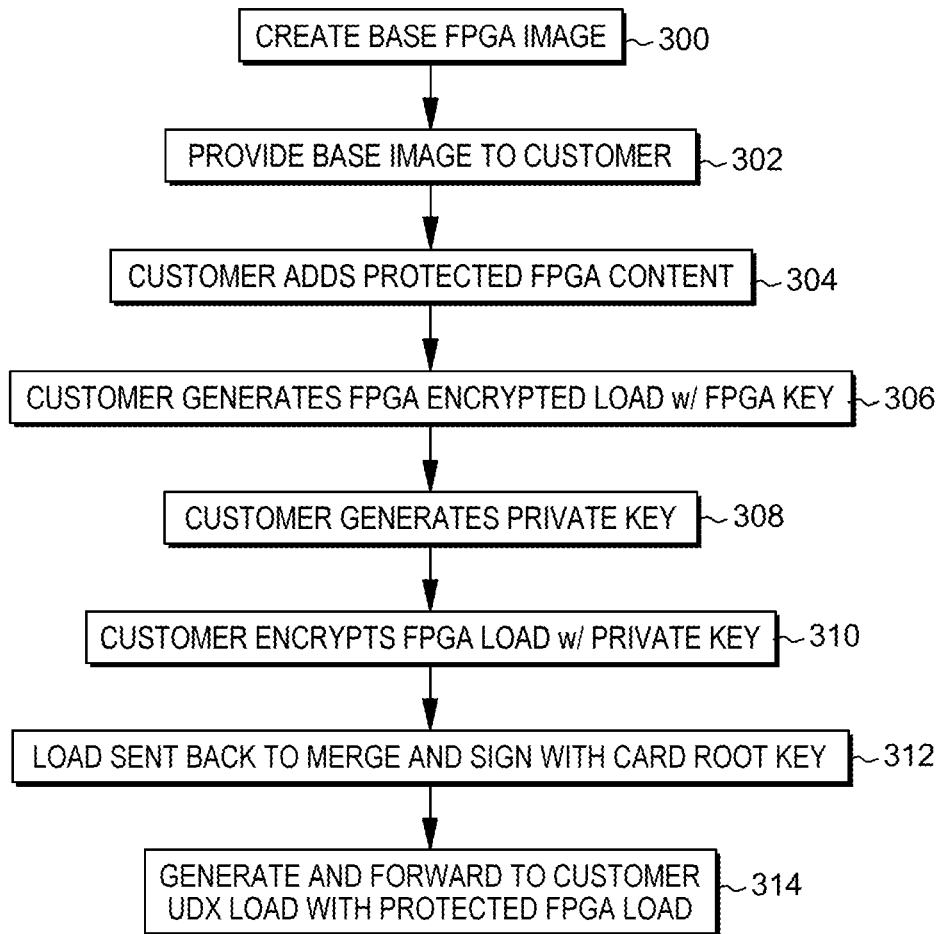 CREATE BASE FPGA IMAGE 300
PROVIDE BASE IMAGE TO CUSTOMER 302
CUSTOMER ADDS PROTECTED FPGA CONTENT 304
CUSTOMER GENERATES FPGA ENCRYPTED LOAD w/ FPGA KEY 306
CUSTOMER GENERATES PRIVATE KEY 308
CUSTOMER ENCRYPTS FPGA LOAD w/ PRIVATE KEY 310
LOAD SENT BACK TO MERGE AND SIGN WITH CARD ROOT KEY 312
GENERATE AND FORWARD TO CUSTOMER
UDX LOAD WITH PROTECTED FPGA LOAD 314